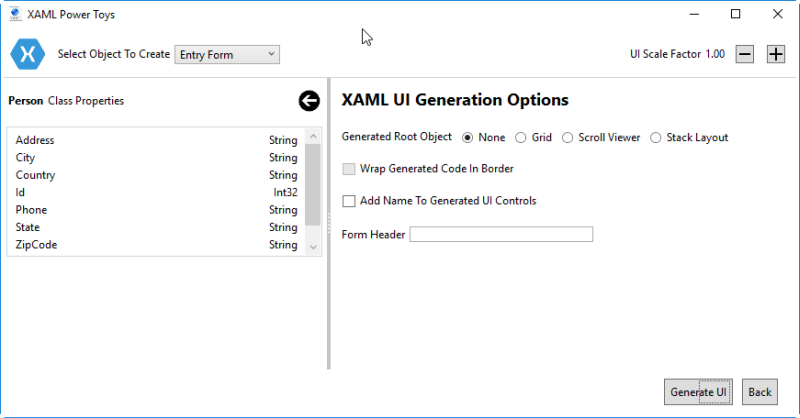 XAML Power Toys
Select Object To Create Entry Form UI Scale Factor 1.00
Person Class Properties
Address String
City String
Country String
Id Int32
Phone String
State String
ZipCode String
XAML UI Generation Options
Generated Root Object None Grid Scroll Viewer Stack Layout
Wrap Generated Code In Border
Add Name To Generated UI Controls
Form Header
Generate UI Back